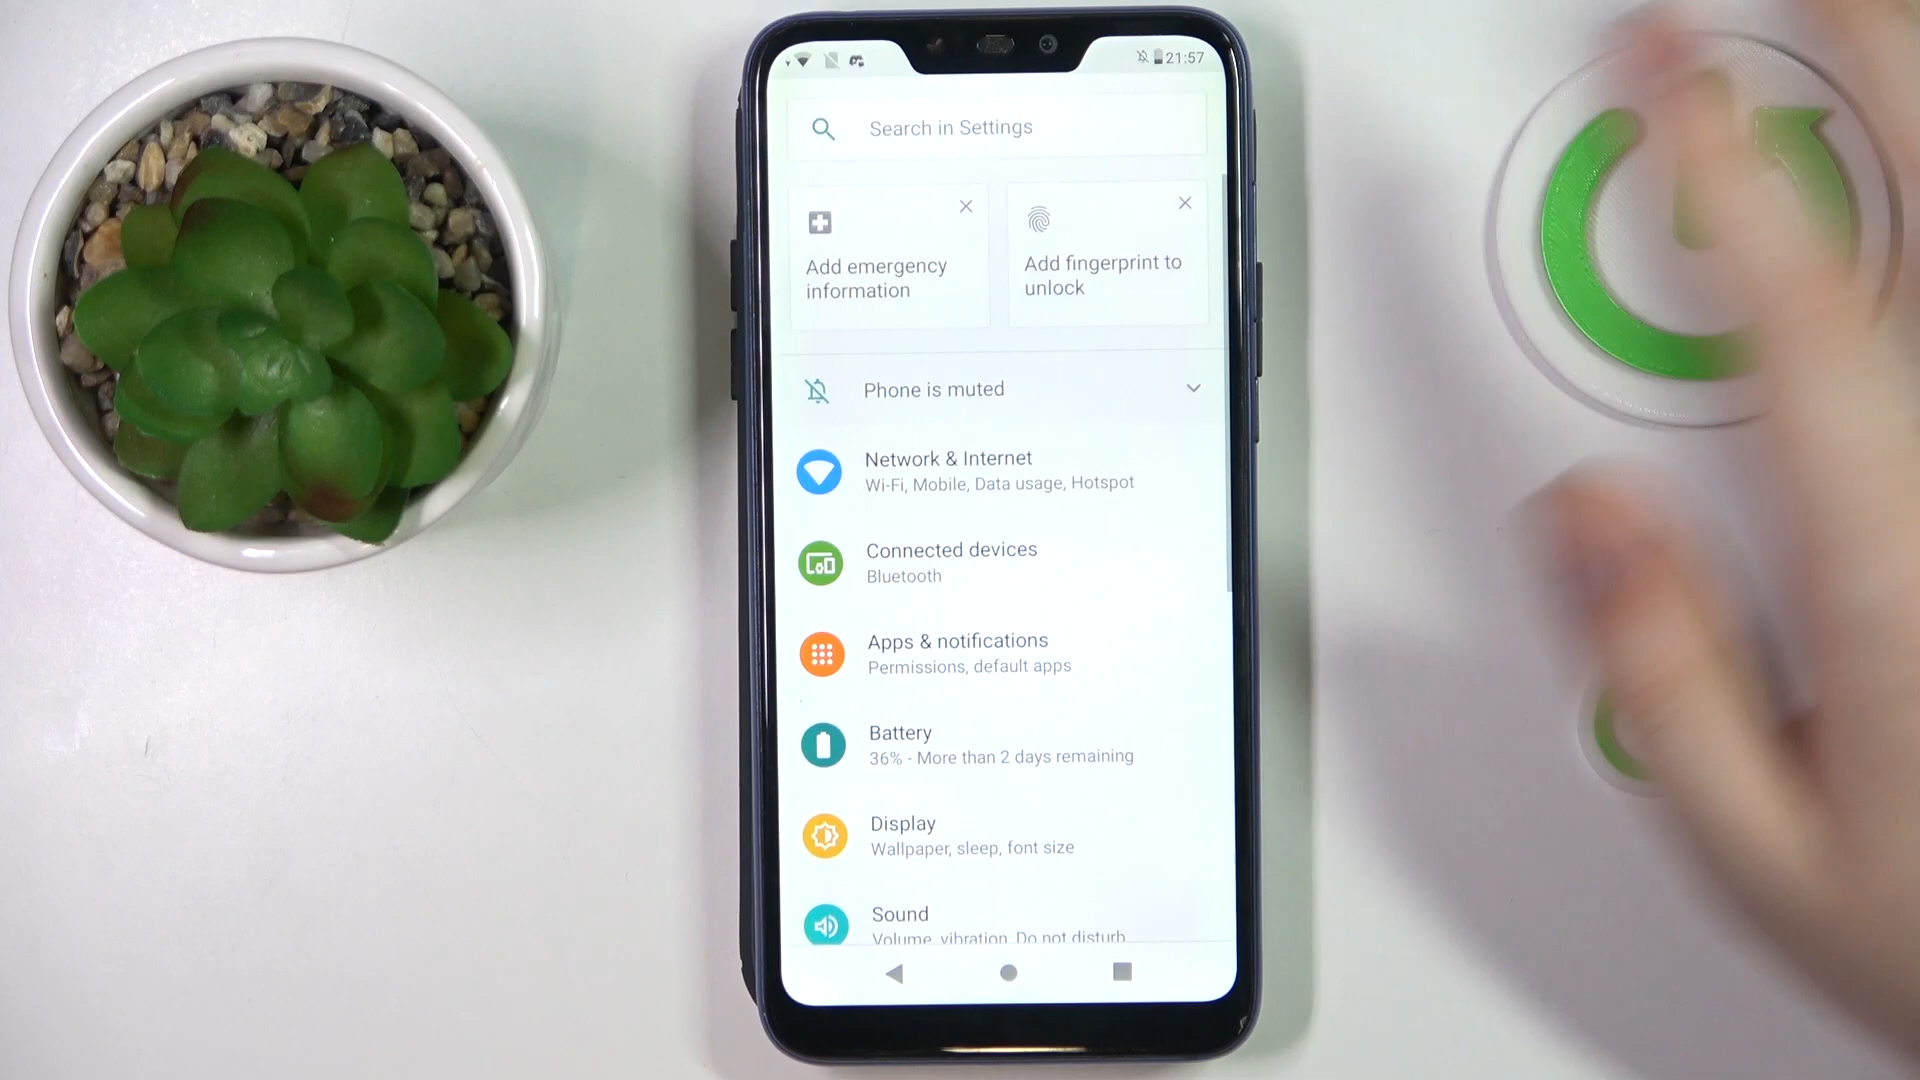 21:57
Search in Settings
Add emergency
information
Add fingerprint to
unlock
Phone is muted
Network & Internet
Wi-Fi, Mobile, Data usage, Hotspot
Connected devices
Bluetooth
Apps & notifications
Permissions, default apps
Battery
36% - More than 2 days remaining
Display
Wallpaper, sleep, font size
Sound
Volume, vibration, Do not disturb